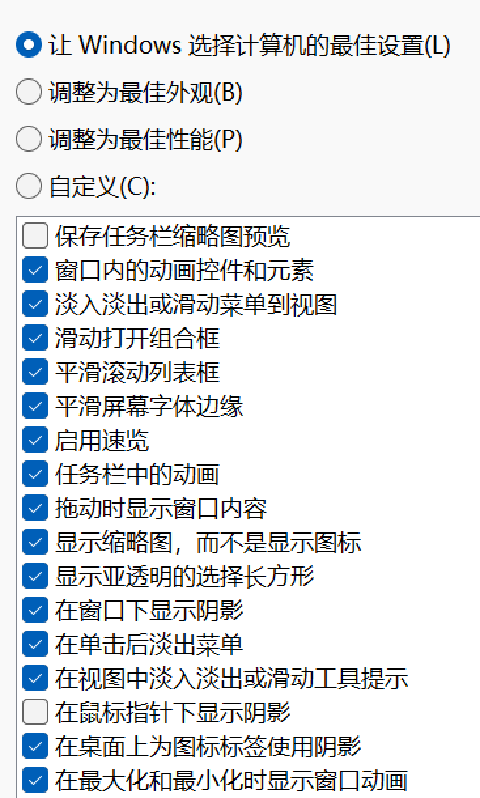 让 Windows 选择计算机的最佳设置(L)
调整为最佳外观(B)
调整为最佳性能(P)
自定义(C):
保存任务栏缩略图预览
窗口内的动画控件和元素
淡入淡出或滑动菜单到视图
滑动打开组合框
平滑滚动列表框
平滑屏幕字体边缘
启用速览
任务栏中的动画
拖动时显示窗口内容
显示缩略图，而不是显示图标
显示亚透明的选择长方形
在窗口下显示阴影
在单击后淡出菜单
在视图中淡入淡出或滑动工具提示
在鼠标指针下显示阴影
在桌面上为图标标签使用阴影
在最大化和最小化时显示窗口动画